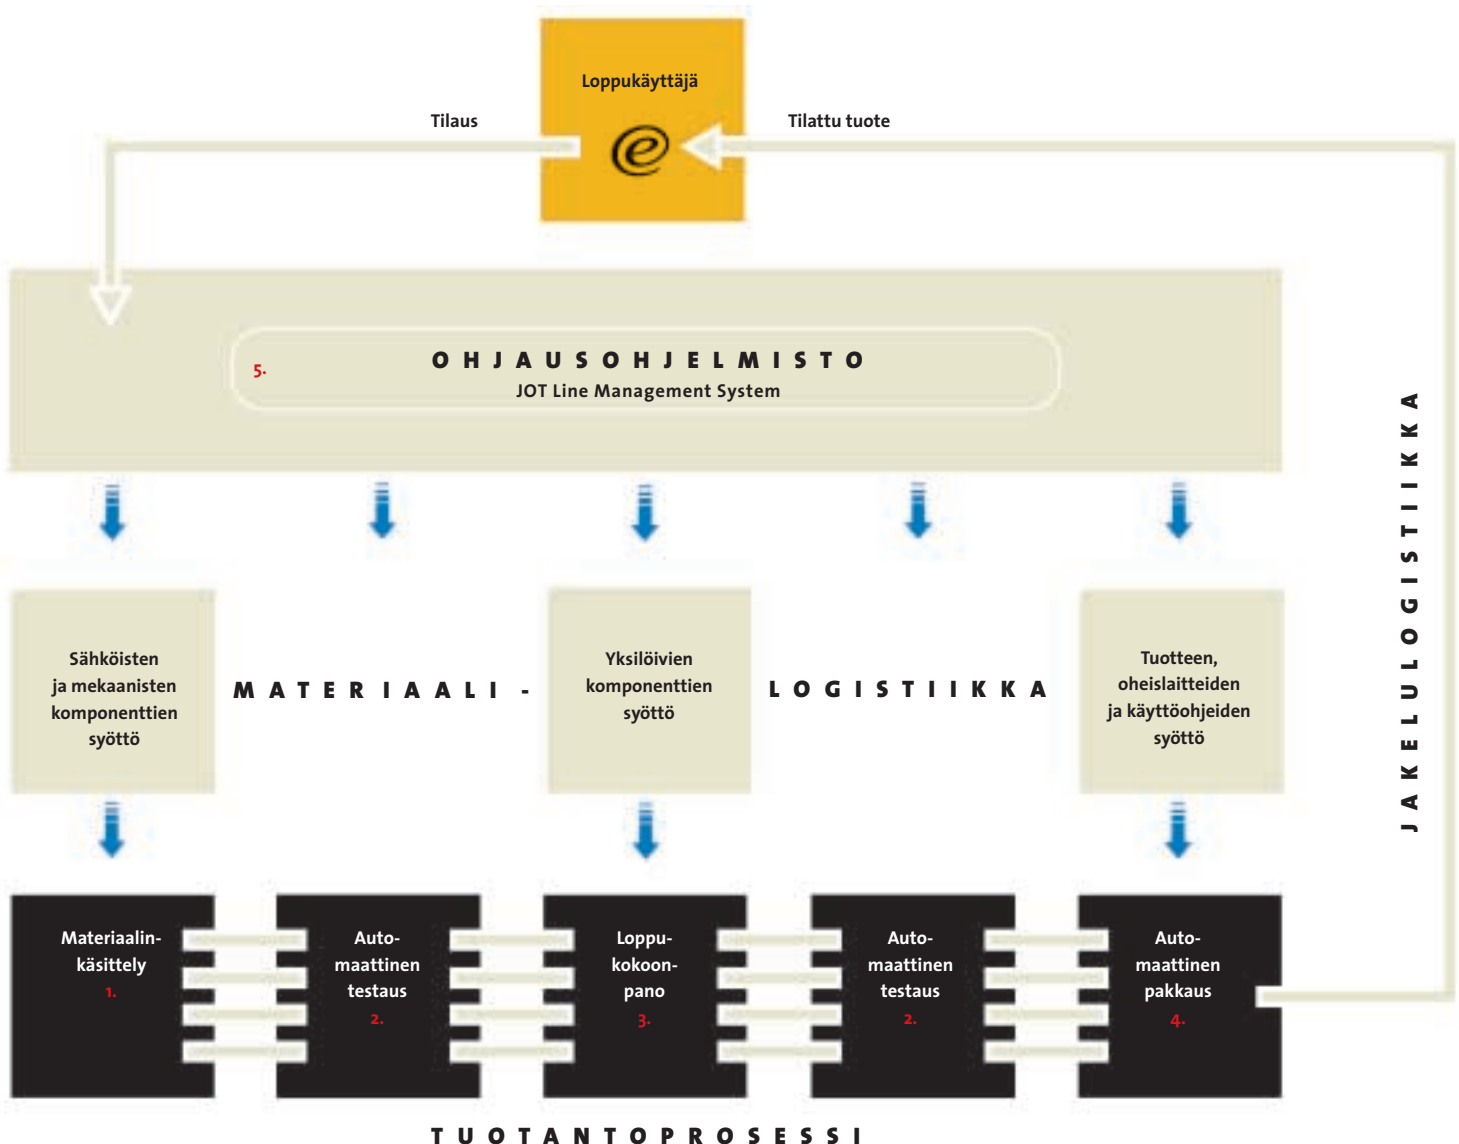 Loppukäyttäjä
Tilaus
Tilattu tuote
@
5.
OHJAUSOHJELMISTO
JOT Line Management System
JAKELULOGISTIIKKA
Sähköisten
ja mekaanisten
komponenttien
syöttö
MATERIAALI-
Yksilöivien
komponenttien
syöttö
LOGISTIIKKA
Tuotteen,
oheislaitteiden
ja käyttöohjeiden
syöttö
Materiaalin-
käsittely
1.
Auto-
maattinen
testaus
2.
Loppu-
kokoon-
pano
3.
Auto-
maattinen
testaus
2.
Auto-
maattinen
pakkaus
4.
TUOTANTOPROSESSI